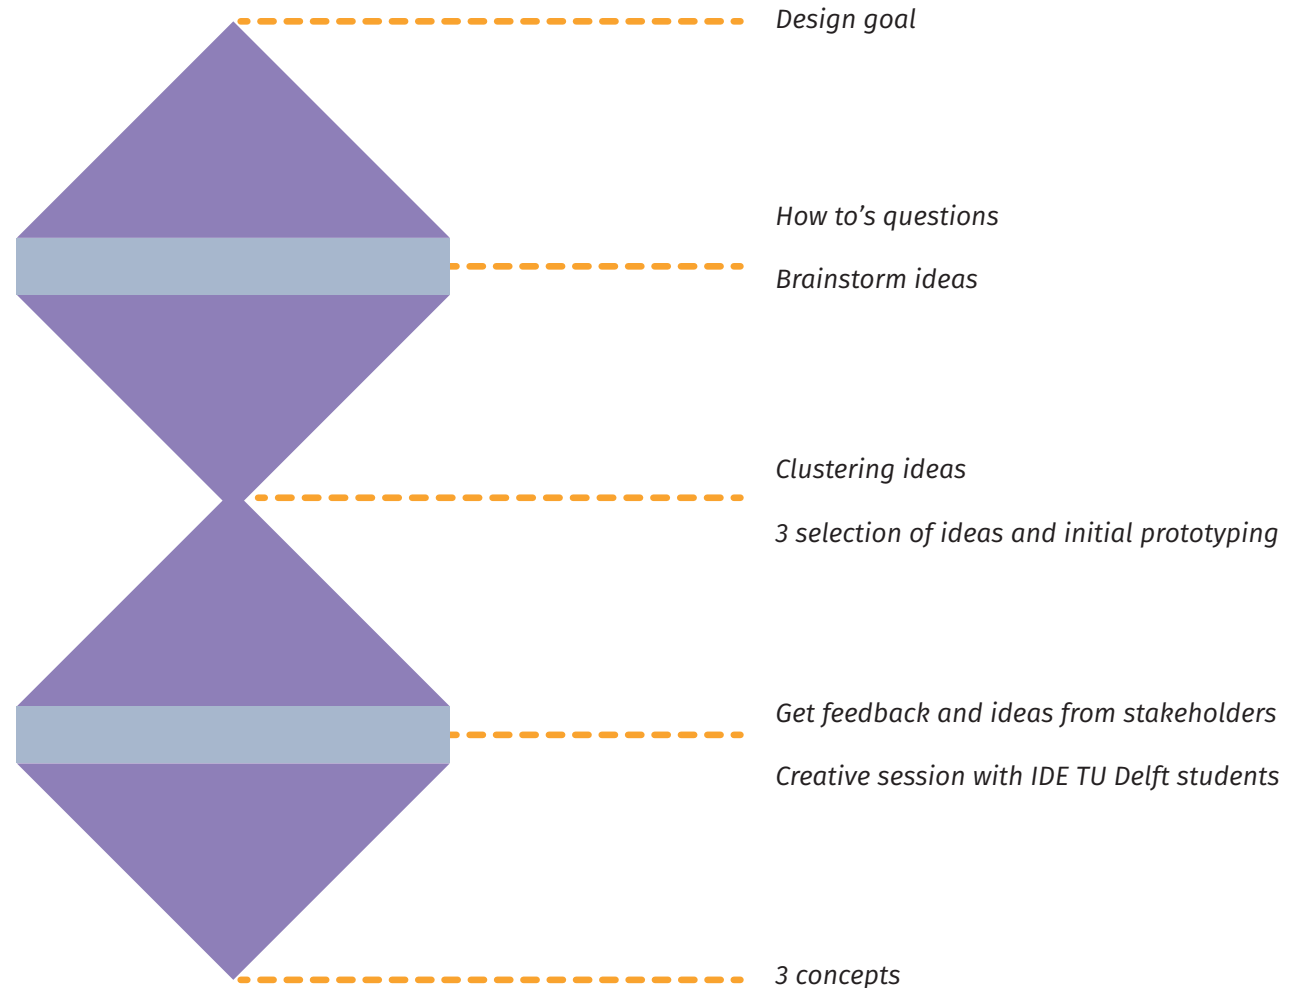 Design goal
How to’s questions
Brainstorm ideas
Clustering ideas
3 selection of ideas and initial prototyping
Get feedback and ideas from stakeholders
Creative session with IDE TU Delft students
3 concepts